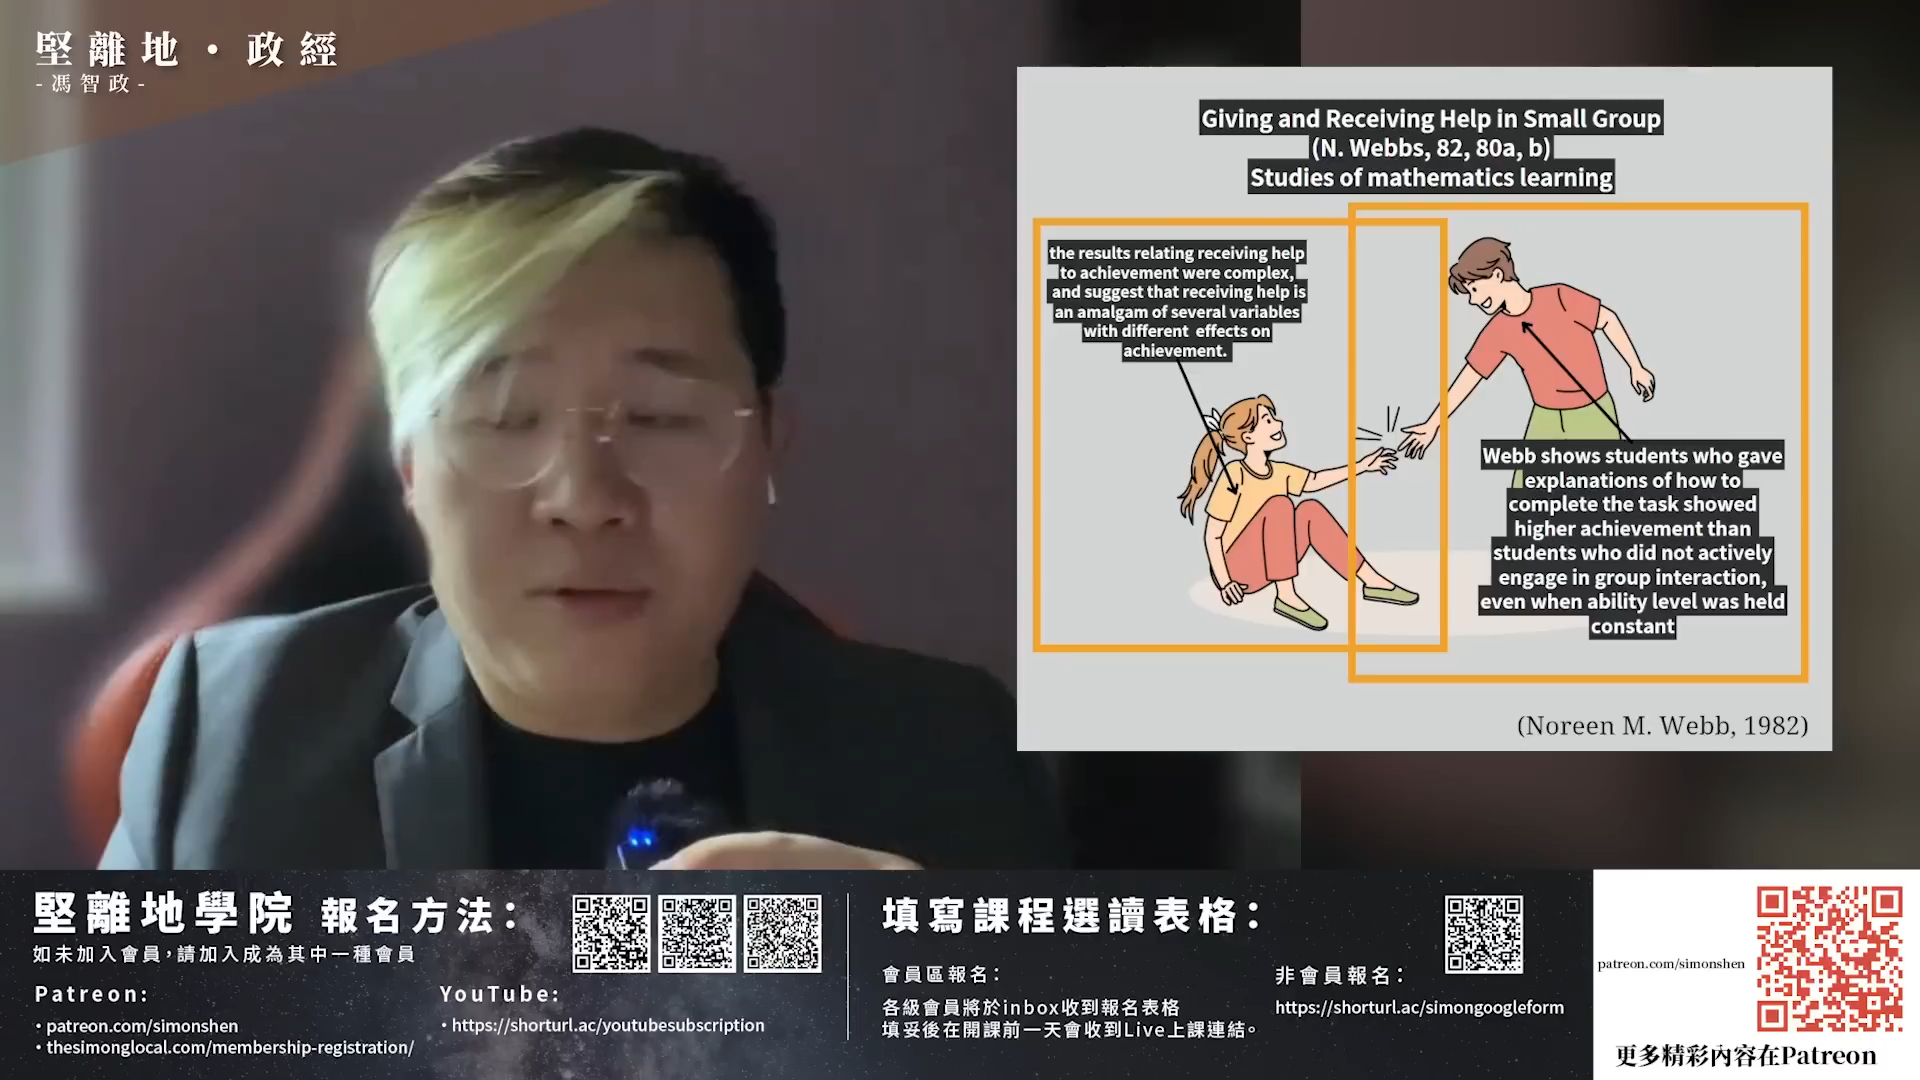 堅離地・政經
-馮智政-
Giving and Receiving Help in Small Group
(N. Webbs, 82, 80a, b)
Studies of mathematics learning
the results relating receiving help
to achievement were complex,
and suggest that receiving help is
an amalgam of several variables
with different effects on
achievement.
Webb shows students who gave
explanations of how to
complete the task showed
higher achievement than
students who did not actively
engage in group interaction,
even when ability level was held
constant
(Noreen M. Webb, 1982)
堅離地學院 報名方法：
如未加入會員，請加入成為其中一種會員
Patreon:
・patreon.com/simonshen
・thesimonglocal.com/membership-registration/
YouTube:
・https://shorturl.ac/youtubesubscription
填寫課程選讀表格：
會員區報名：
各級會員將於inbox收到報名表格
填妥後在開課前一天會收到Live上課連結。
非會員報名：
https://shorturl.ac/simongoogleform
patreon.com/simonshen
更多精彩內容在Patreon